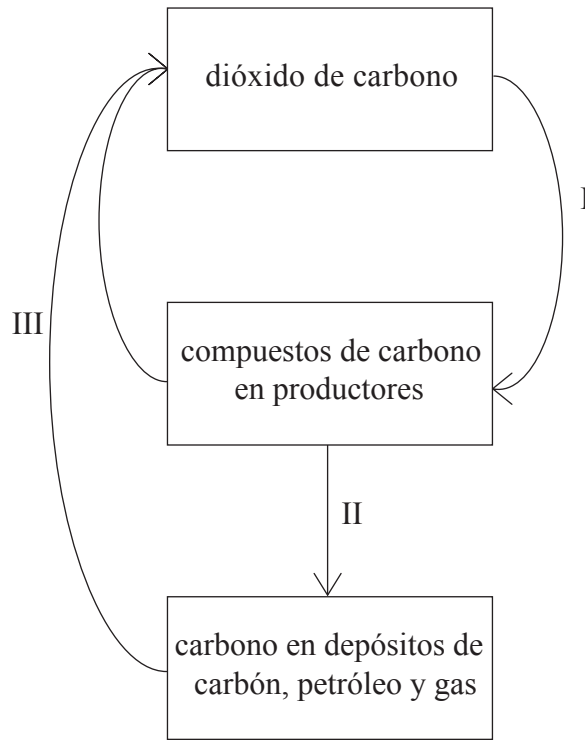 dióxido de carbono
I
III
compuestos de carbono
en productores
II
carbono en depósitos de
carbón, petróleo y gas